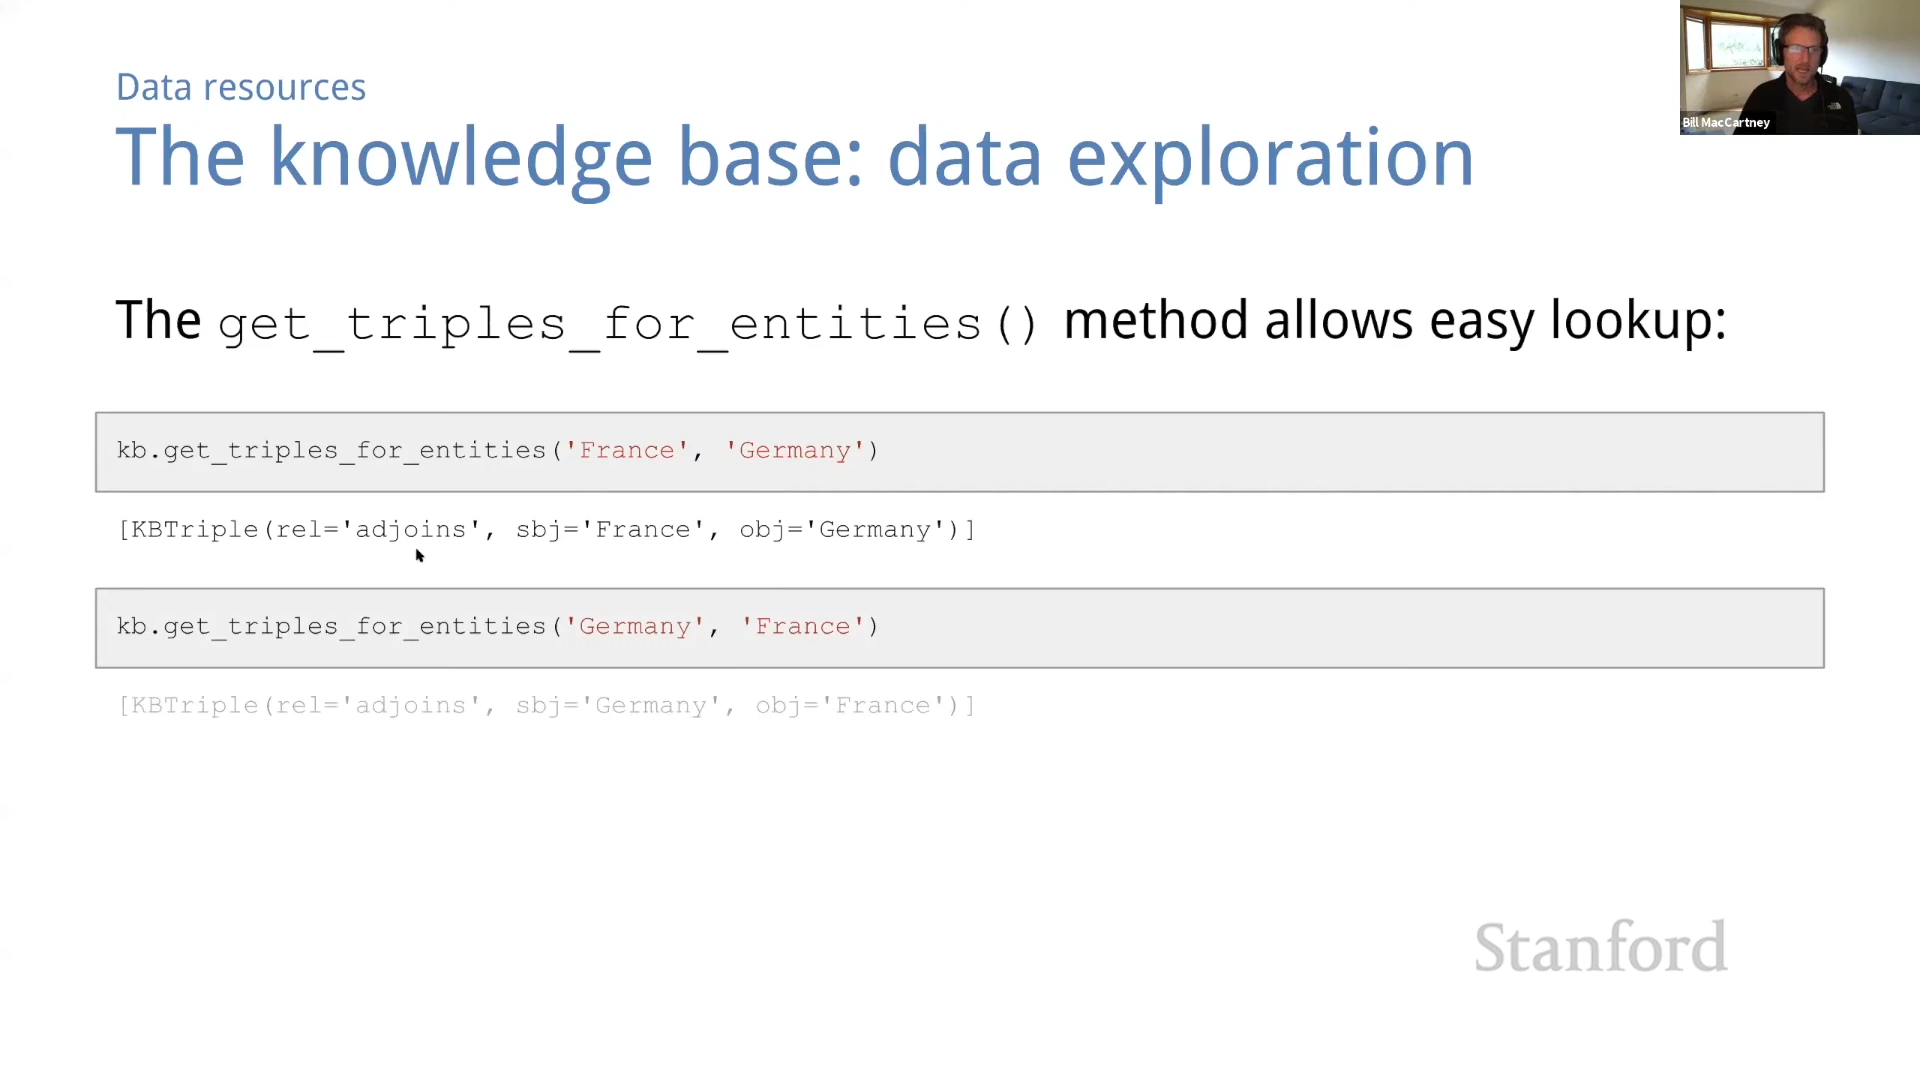 Data resources
The knowledge base: data exploration
Bill MacCartney
The get_triples_for_entities() method allows easy lookup:
kb.get_triples_for_entities('France', 'Germany')
[KBTriple(rel='adjoins', sbj='France', obj='Germany')]
kb.get_triples_for_entities('Germany', 'France')
[KBTriple(rel='adjoins', sbj='Germany', obj='France')]
Stanford